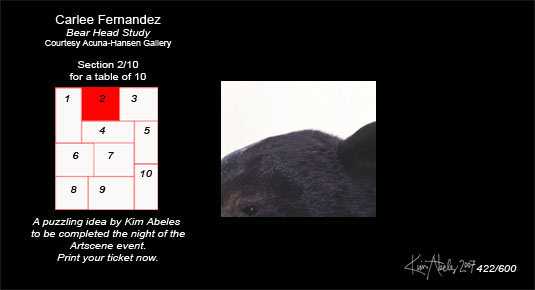 Carlee Fernandez
Bear Head Study
Courtesy Acuna-Hansen Gallery
Section 2/10
for a table of 10
1 2 3
4 5
6 7
10
8 9
A puzzling idea by Kim Abeles
to be completed the night of the
Artscene event.
Print your ticket now.
Kim Abeles 2007 422/600